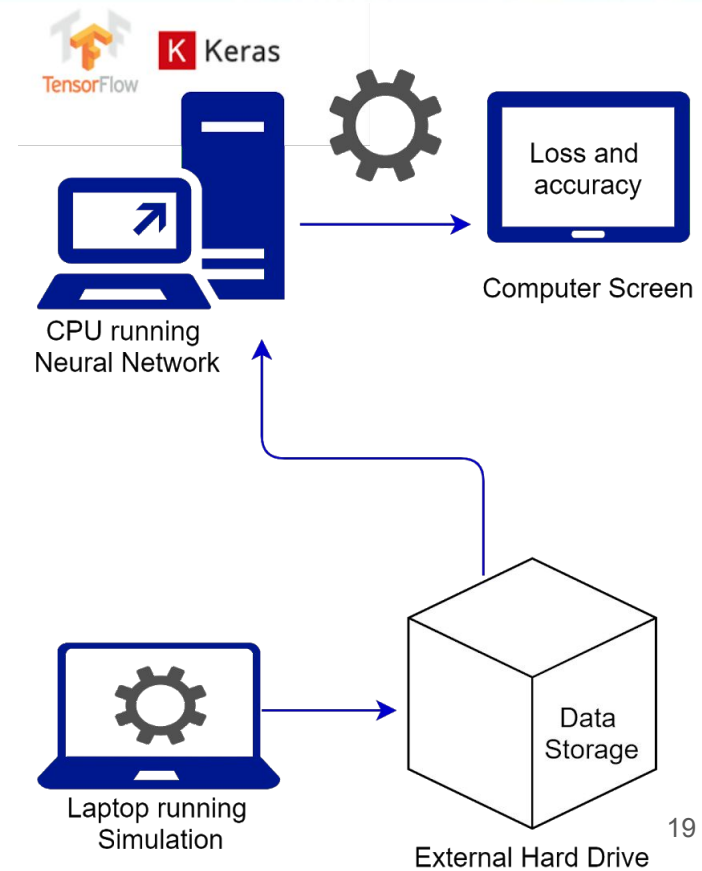 TensorFlow
K Keras
Loss and
accuracy
Computer Screen
CPU running
Neural Network
Data
Storage
Laptop running
Simulation
19
External Hard Drive